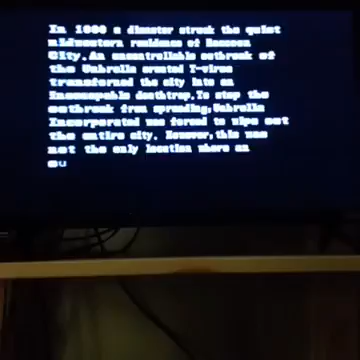 In 1998 a disaster struck the quiet
midwestern residence of Raccoon
City. An uncontrollable outbreak of
the Umbrella created T-virus
transformed the city into an
inescapable deathtrap. To stop the
outbreak from spreading, Umbrella
Incorporated was forced to wipe out
the entire city. However, this was
not the only location where an
ou